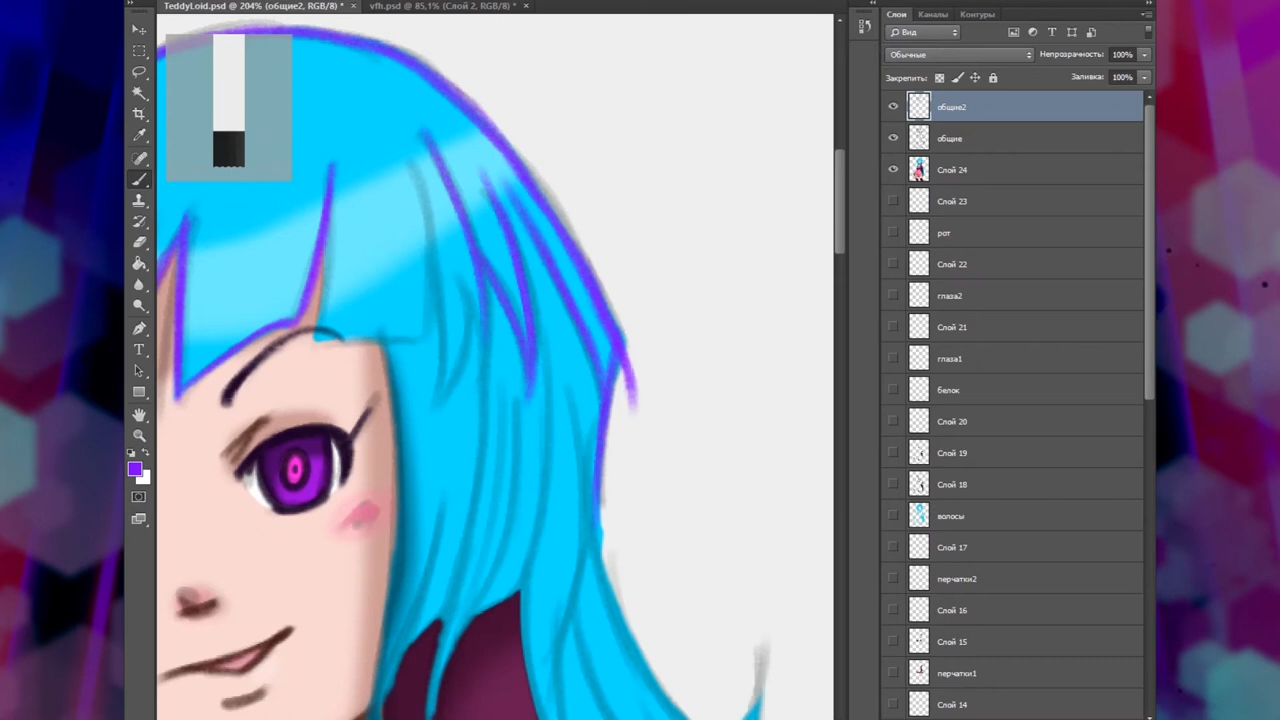 TeddyLoid.psd @ 204% (общие2, RGB/8) *
vfh.psd @ 85,1% (Слой 2, RGB/8) *
Слои Каналы Контуры
Вид
Обычные
Непрозрачность: 100%
Закрепить:
Заливка: 100%
общие2
общие
Слой 24
Слой 23
рот
Слой 22
глаза2
Слой 21
глаза1
белок
Слой 20
Слой 19
Слой 18
волосы
Слой 17
перчатки2
Слой 16
Слой 15
перчатки1
Слой 14